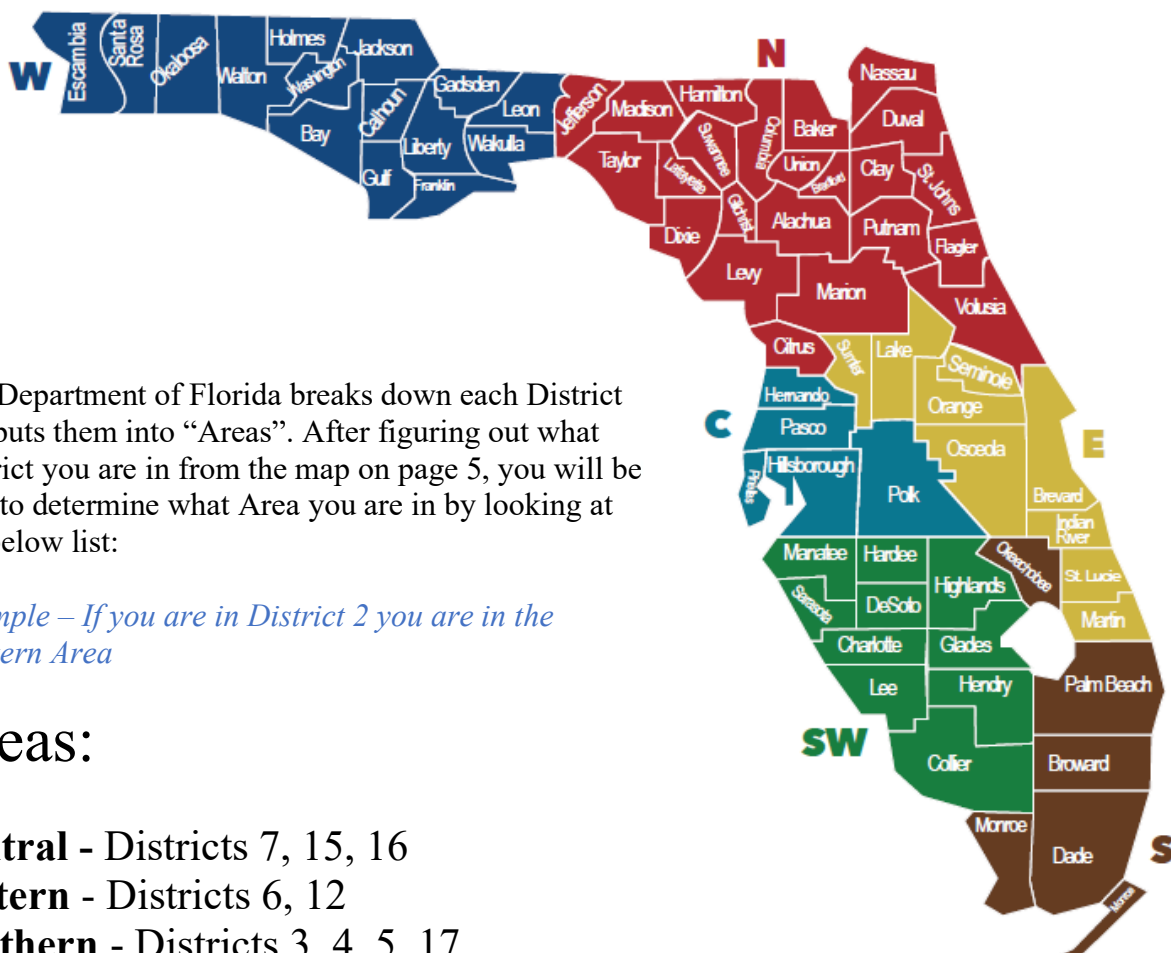 W
Escambia
Santa
Rosa
Okaloosa
Walton
Holmes
Washington
Jackson
Bay
Calhoun
Gulf
Gadsden
Liberty
Franklin
Leon
Wakulla
N
Jefferson
Madison
Taylor
Hamilton
Suwannee
Lafayette
Dixie
Columbia
Gilchrist
Baker
Union
Bradford
Alachua
Levy
Nassau
Duval
Clay
St. Johns
Putnam
Flagler
Marion
Volusia
Citrus
Sumter
Lake
Seminole
Orange
Osceola
E
Brevard
Indian
River
St. Lucie
Martin
C
Hernando
Pasco
Pinellas
Hillsborough
Polk
Manatee
Hardee
Highlands
Okeechobee
Sarasota
DeSoto
Charlotte
Glades
Lee
Hendry
SW
Collier
Palm Beach
Broward
Monroe
Dade
S
Monroe
Department of Florida breaks down each District
puts them into “Areas”. After figuring out what
rict you are in from the map on page 5, you will be
to determine what Area you are in by looking at
elow list:
mple – If you are in District 2 you are in the
tern Area
eas:
tral - Districts 7, 15, 16
tern - Districts 6, 12
thern - Districts 3, 4, 5, 17